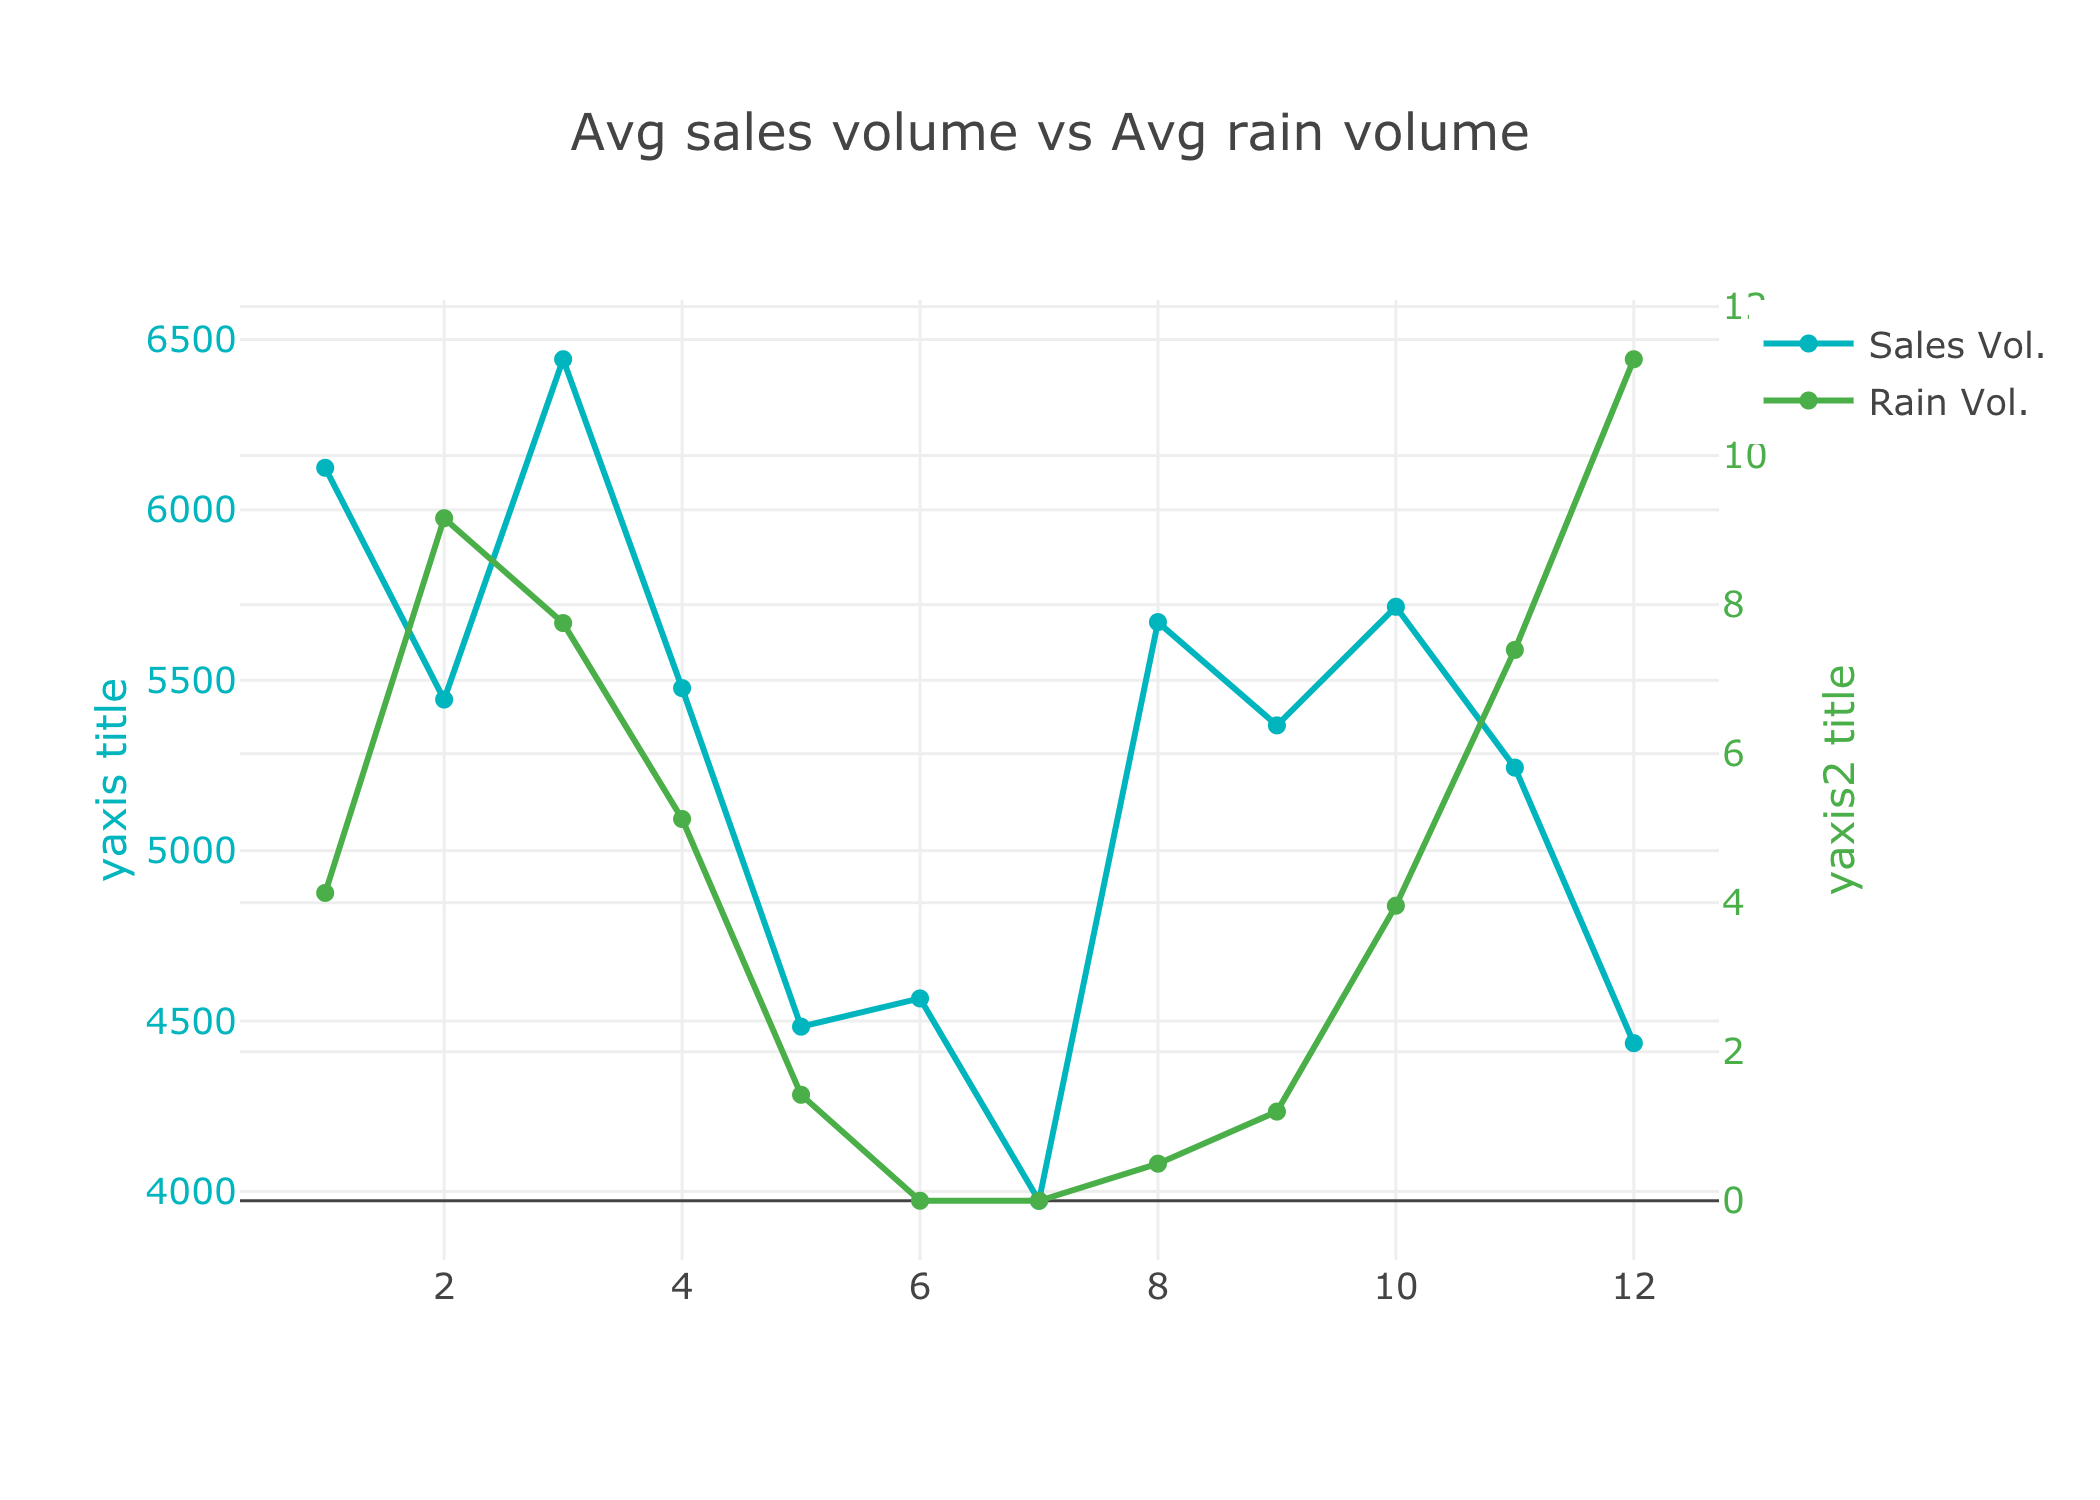 Avg sales volume vs Avg rain volume
6500
6000
5500
5000
4500
4000
yaxis title
10
8
6
4
2
0
yaxis2 title
Sales Vol.
Rain Vol.
2 4 6 8 10 12